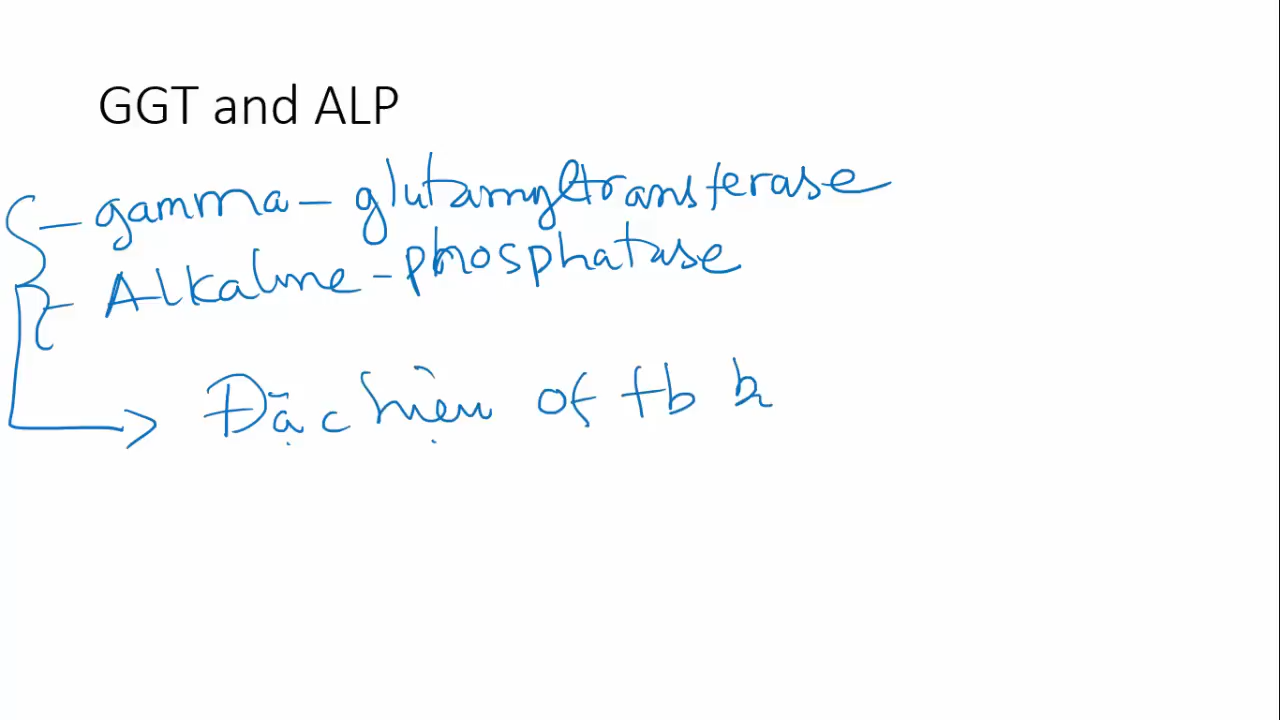 GGT and ALP
- gamma - glutamyltransferase
- Alkaline - phosphatase
Đặc hiệu of tb